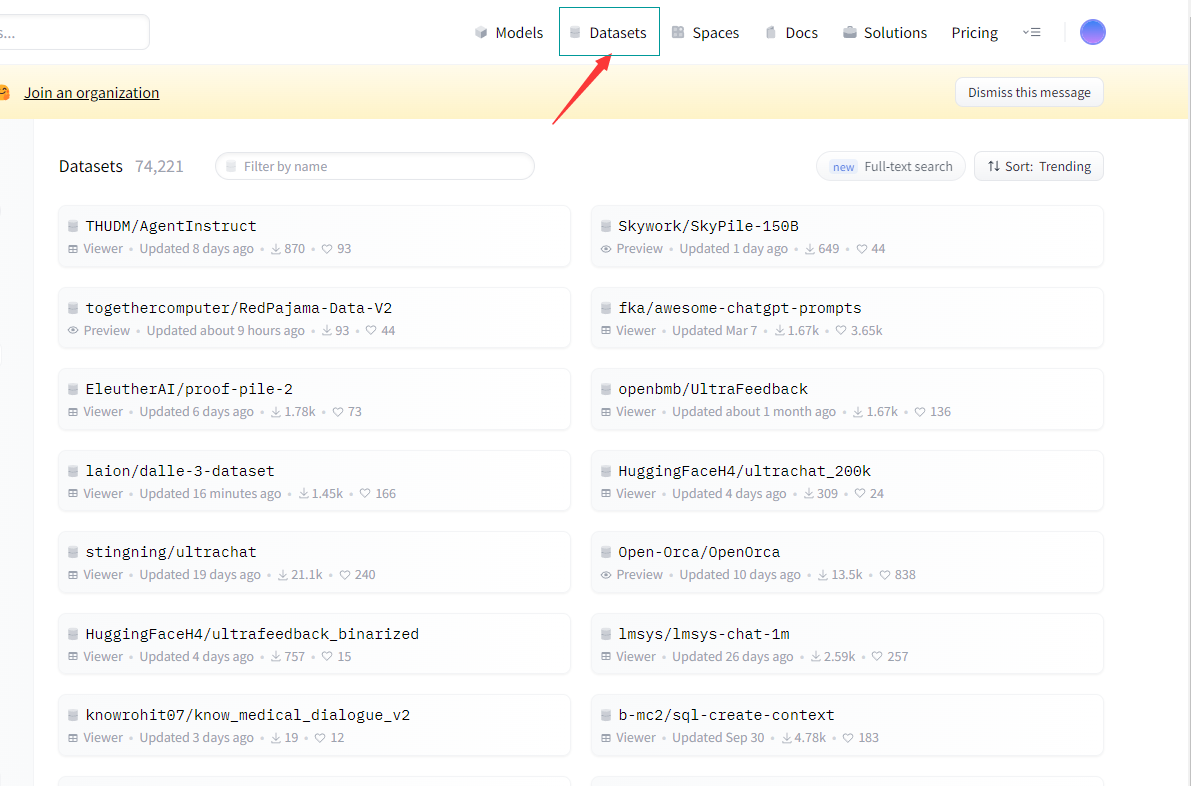 s...
Models Datasets Spaces Docs Solutions Pricing
Join an organization Dismiss this message
Datasets 74,221 Filter by name new Full-text search Sort: Trending
THUDM/AgentInstruct
Viewer • Updated 8 days ago • 870 • 93
Skywork/SkyPile-150B
Preview • Updated 1 day ago • 649 • 44
togethercomputer/RedPajama-Data-V2
Preview • Updated about 9 hours ago • 93 • 44
fka/awesome-chatgpt-prompts
Viewer • Updated Mar 7 • 1.67k • 3.65k
EleutherAI/proof-pile-2
Viewer • Updated 6 days ago • 1.78k • 73
openbmb/UltraFeedback
Viewer • Updated about 1 month ago • 1.67k • 136
laion/dalle-3-dataset
Viewer • Updated 16 minutes ago • 1.45k • 166
HuggingFaceH4/ultrachat_200k
Viewer • Updated 4 days ago • 309 • 24
stingning/ultrachat
Viewer • Updated 19 days ago • 21.1k • 240
Open-Orca/OpenOrca
Preview • Updated 10 days ago • 13.5k • 838
HuggingFaceH4/ultrafeedback_binarized
Viewer • Updated 4 days ago • 757 • 15
lmsys/lmsys-chat-1m
Viewer • Updated 26 days ago • 2.59k • 257
knowrohit07/know_medical_dialogue_v2
Viewer • Updated 3 days ago • 19 • 12
b-mc2/sql-create-context
Viewer • Updated Sep 30 • 4.78k • 183